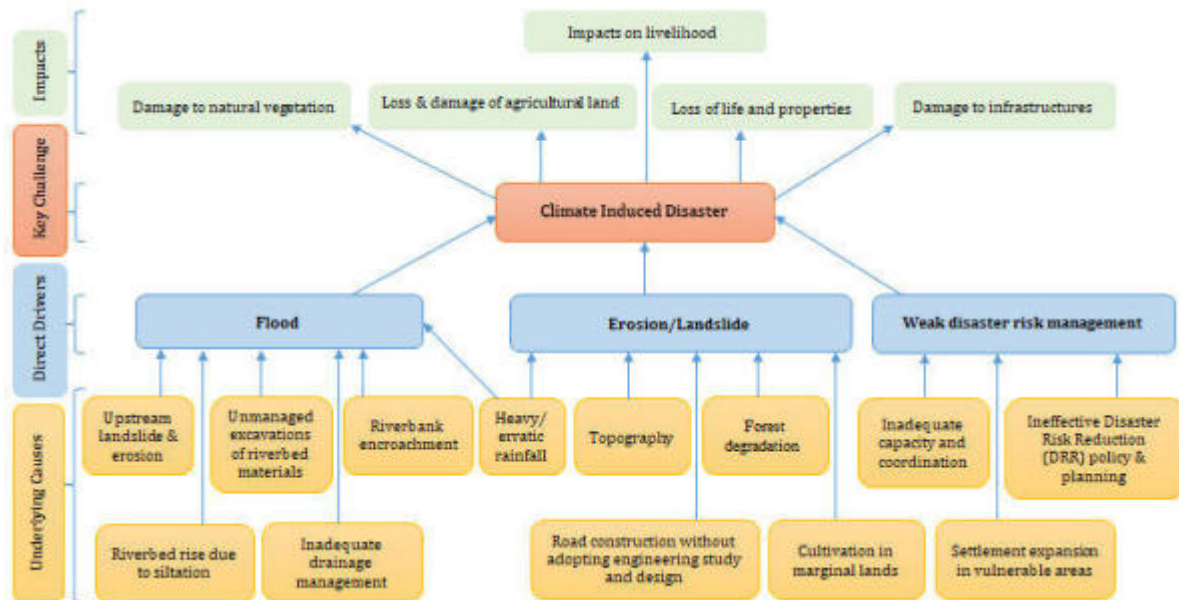 Impacts
Impacts on livelihood
Damage to natural vegetation
Loss & damage of agricultural land
Loss of life and properties
Damage to infrastructures
Key Challenge
Climate Induced Disaster
Direct Drivers
Flood
Erosion/Landslide
Weak disaster risk management
Underlying Causes
Upstream
landslide &
erosion
Unmanaged
excavations
of riverbed
materials
Riverbank
encroachment
Heavy/
erratic
rainfall
Topography
Forest
degradation
Inadequate
capacity and
coordination
Ineffective Disaster
Risk Reduction
(DRR) policy &
planning
Riverbed rise due
to siltation
Inadequate
drainage
management
Road construction without
adopting engineering study
and design
Cultivation in
marginal lands
Settlement expansion
in vulnerable areas